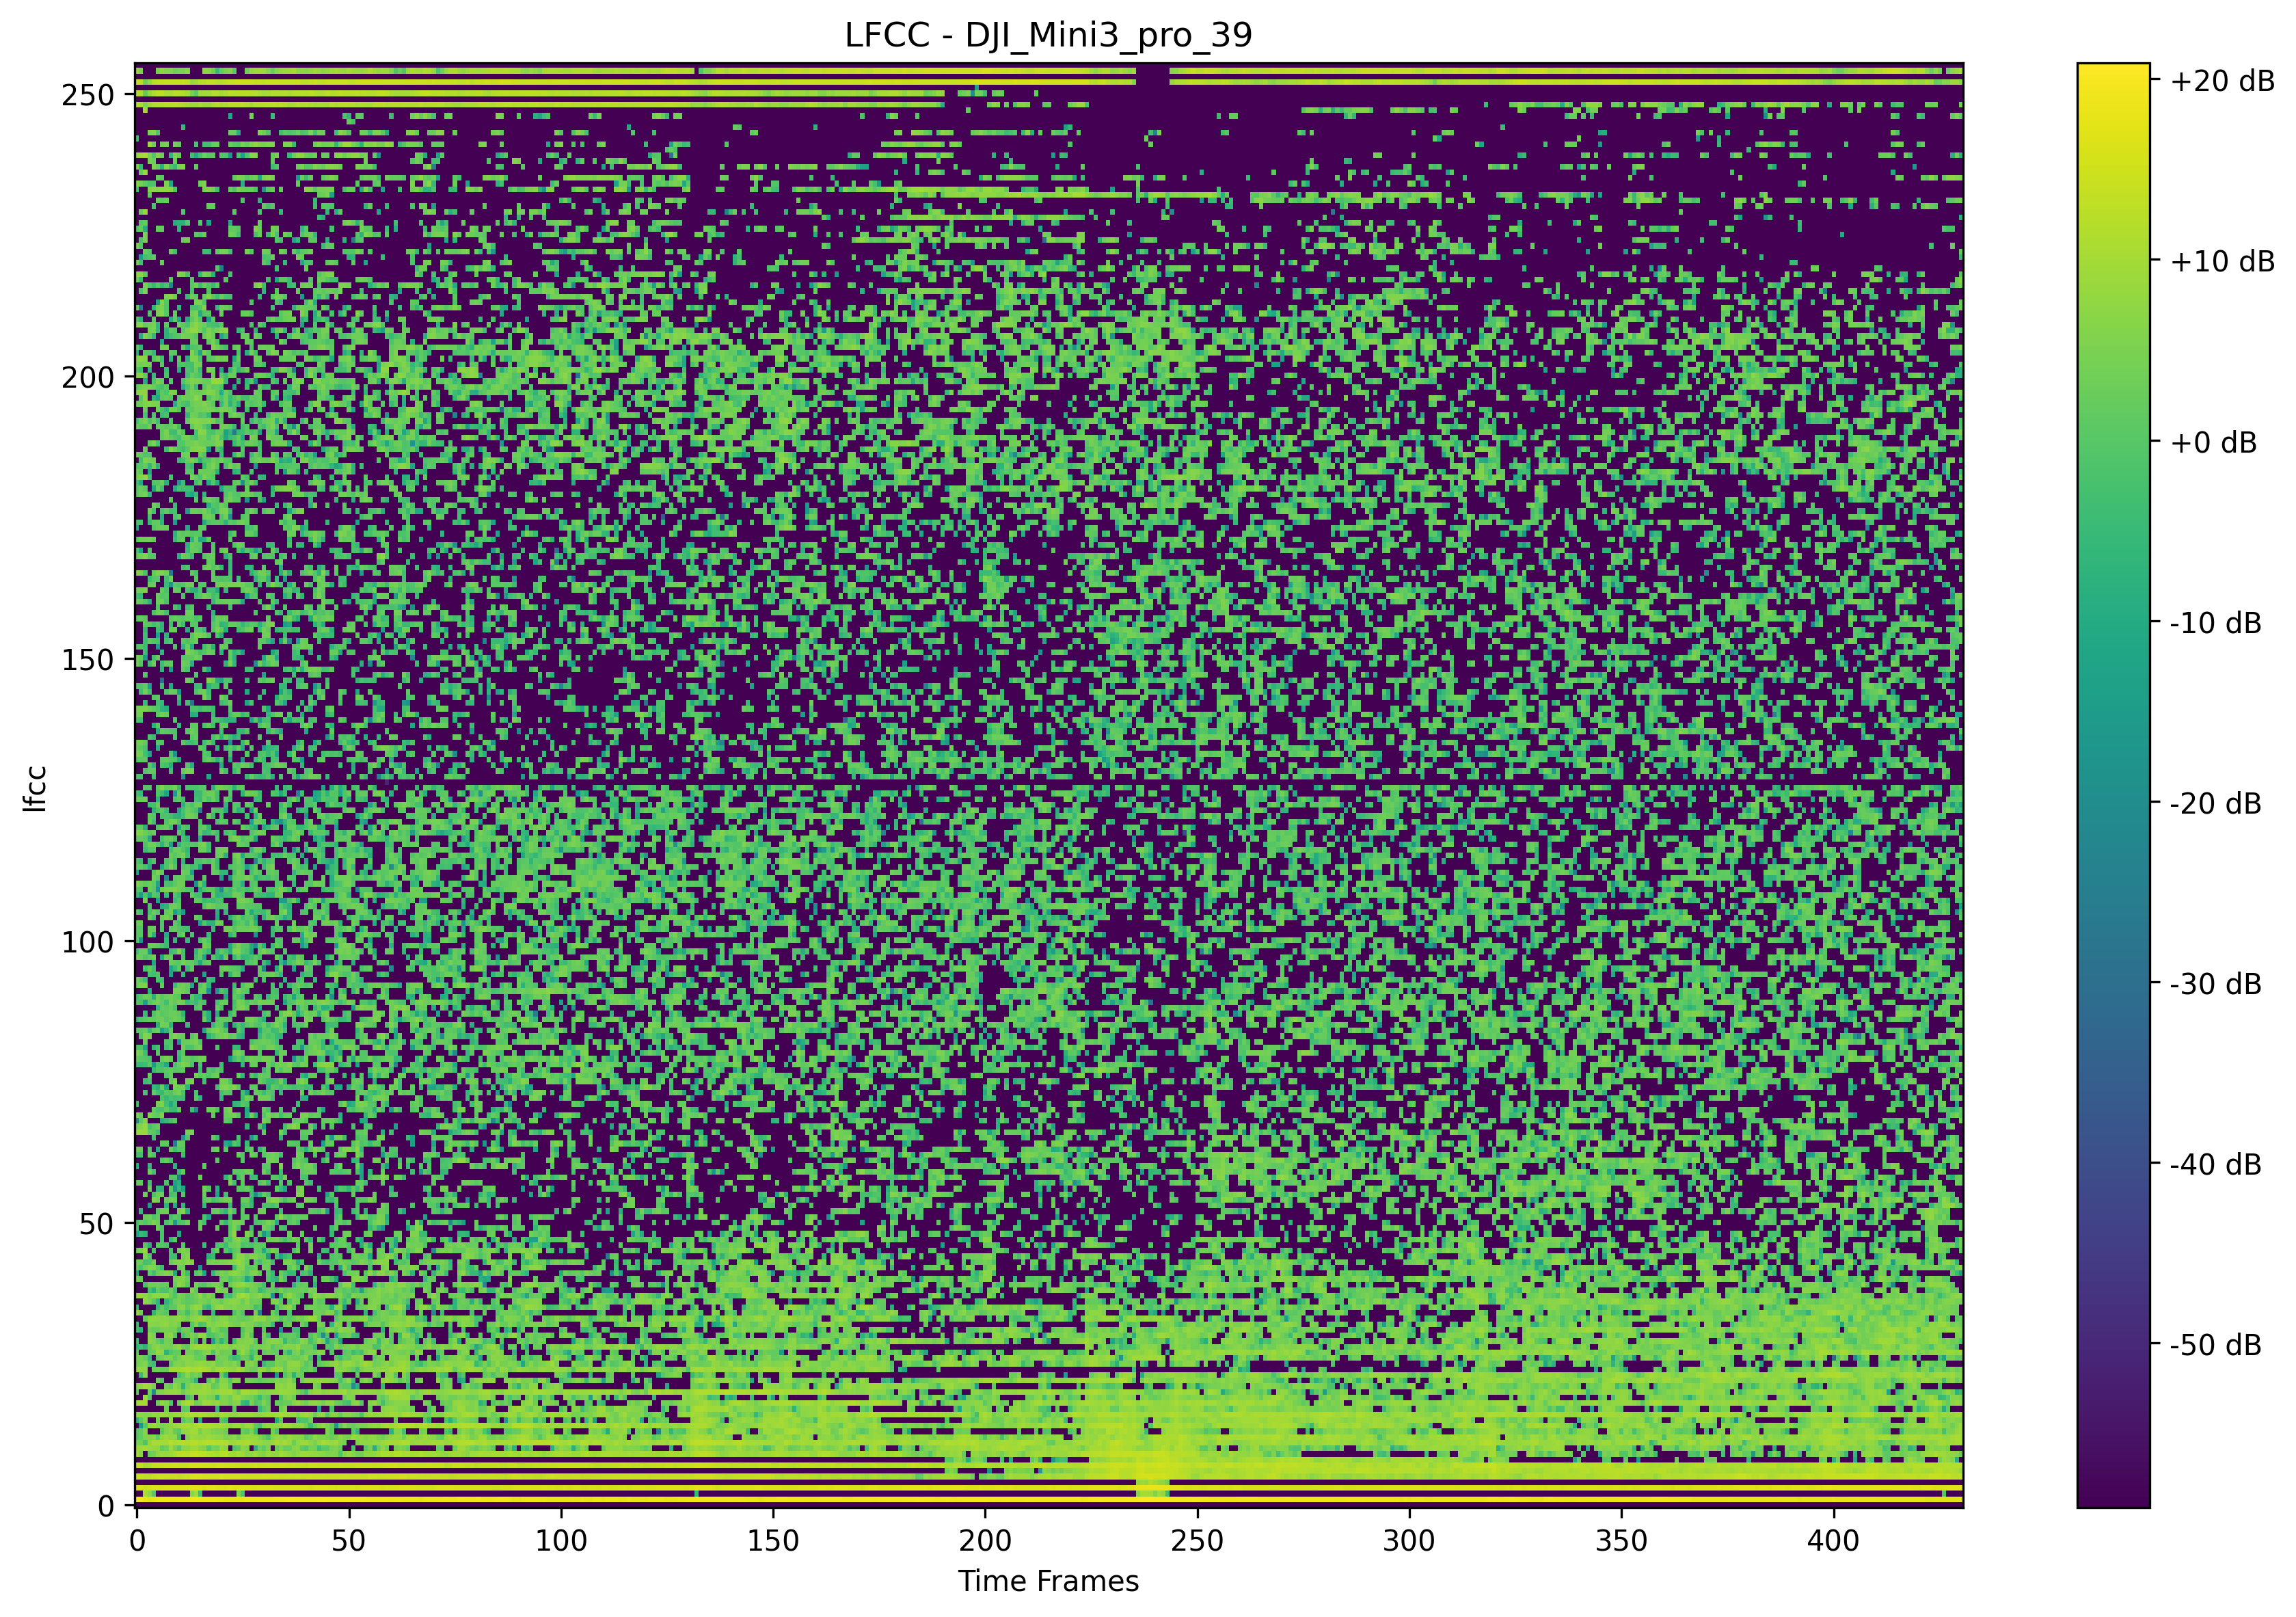 LFCC - DJI_Mini3_pro_39
lfcc
250
200
150
100
50
0
0 50 100 150 200 250 300 350 400
Time Frames
+20 dB
+10 dB
+0 dB
-10 dB
-20 dB
-30 dB
-40 dB
-50 dB